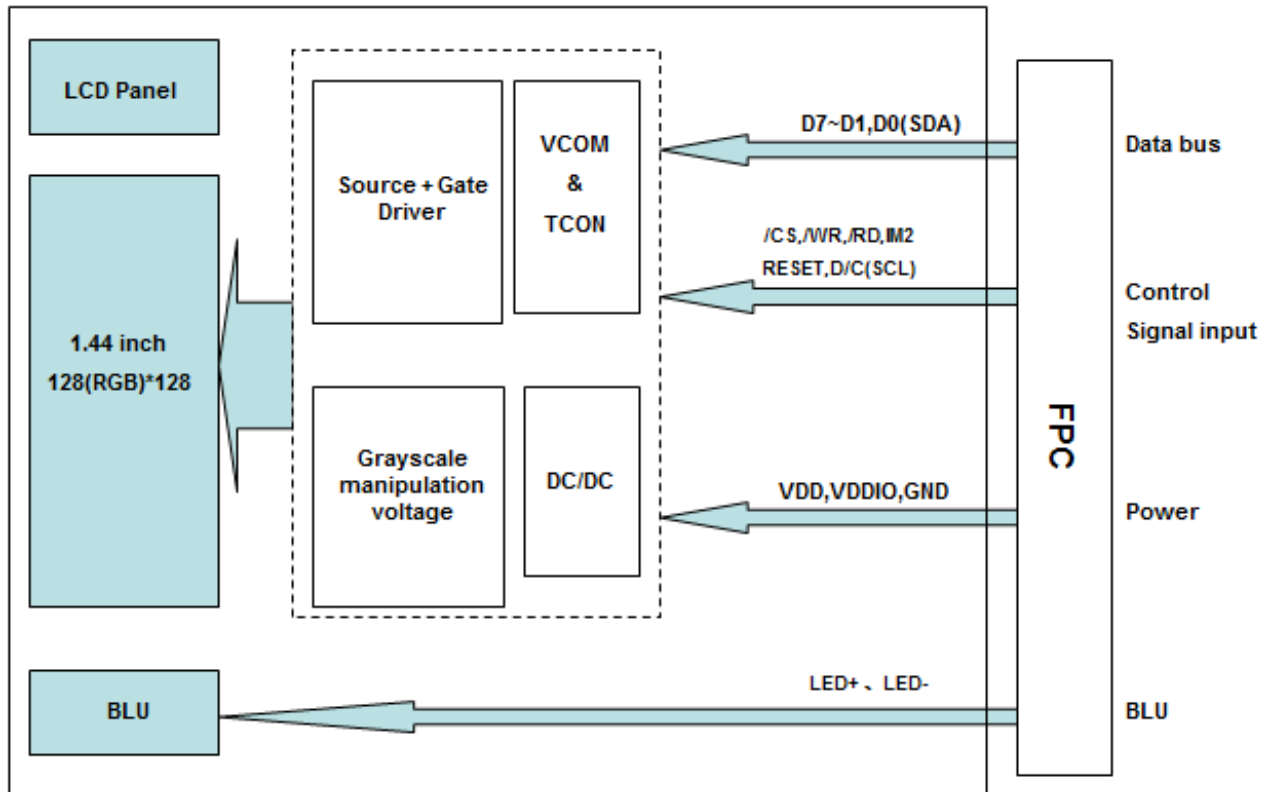 LCD Panel
1.44 inch
128(RGB)*128
BLU
Source + Gate
Driver
VCOM
&
TCON
Grayscale
manipulation
voltage
DC/DC
D7~D1,D0(SDA)
/CS,/WR,/RD,IM2
RESET,D/C(SCL)
VDD,VDDIO,GND
LED+ 、LED-
FPC
Data bus
Control
Signal input
Power
BLU